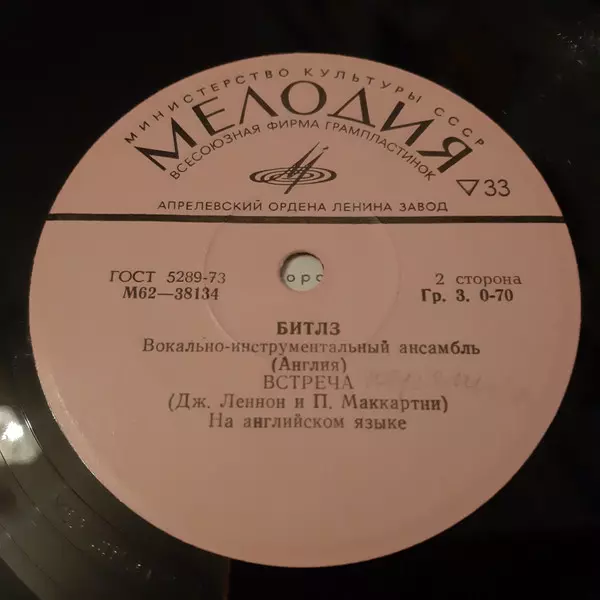 МИНИСТЕРСТВО КУЛЬТУРЫ СССР
МЕЛОДИЯ
ВСЕСОЮЗНАЯ ФИРМА ГРАМПЛАСТИНОК
33
АПРЕЛЕВСКИЙ ОРДЕНА ЛЕНИНА ЗАВОД
ГОСТ 5289-73
М62—38134
2 сторона
Гр. 3. 0-70
БИТЛЗ
Вокально-инструментальный ансамбль
(Англия)
ВСТРЕЧА
(Дж. Леннон и П. Маккартни)
На английском языке